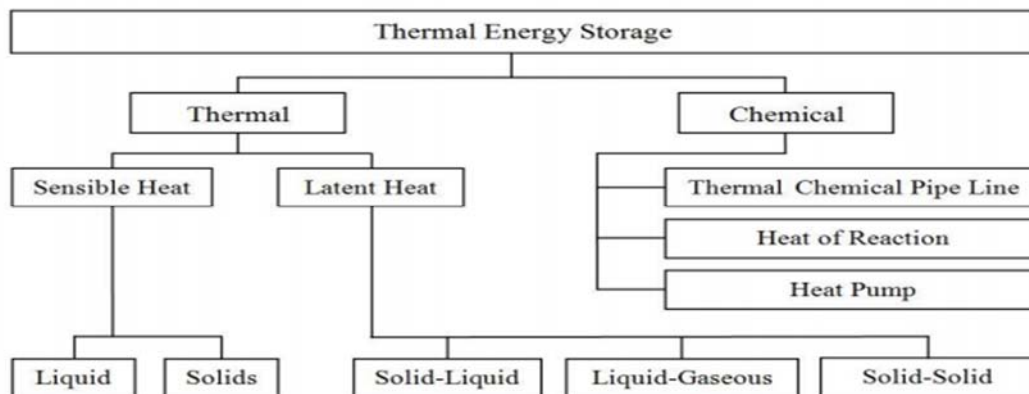 Thermal Energy Storage
Thermal
Chemical
Sensible Heat
Latent Heat
Thermal Chemical Pipe Line
Heat of Reaction
Heat Pump
Liquid
Solids
Solid-Liquid
Liquid-Gaseous
Solid-Solid